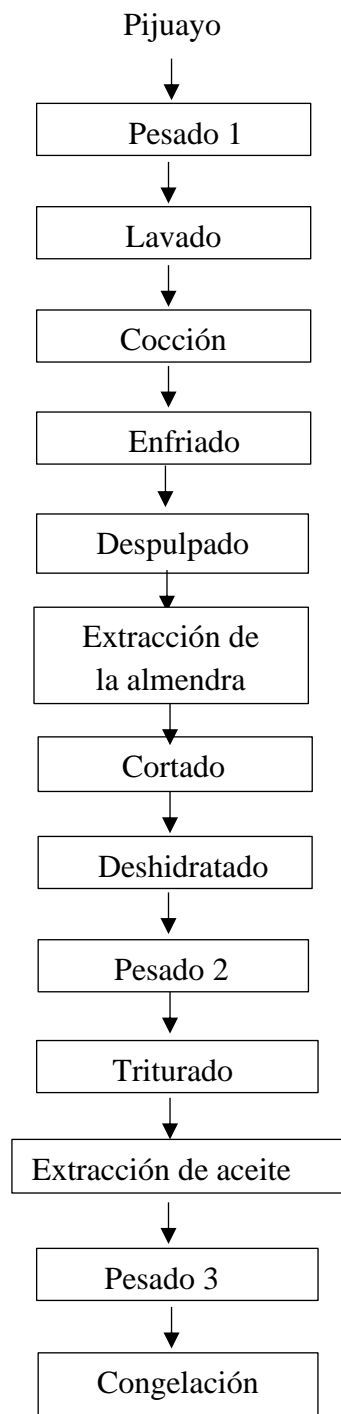 Pijuayo
Pesado 1
Lavado
Cocción
Enfriado
Despulpado
Extracción de
la almendra
Cortado
Deshidratado
Pesado 2
Triturado
Extracción de aceite
Pesado 3
Congelación